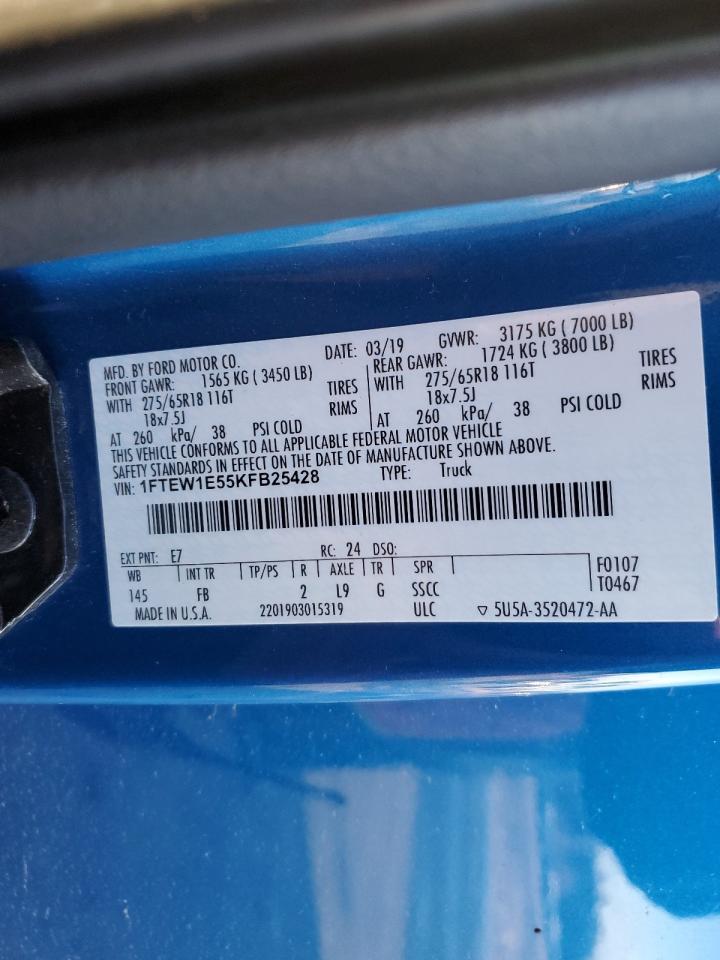 MFD. BY FORD MOTOR CO. DATE: 03/19 GVWR: 3175 KG ( 7000 LB)
FRONT GAWR: 1565 KG ( 3450 LB) REAR GAWR: 1724 KG ( 3800 LB)
WITH 275/65R18 116T TIRES WITH 275/65R18 116T TIRES
18x7.5J RIMS 18x7.5J RIMS
AT 260 kPa/ 38 PSI COLD AT 260 kPa/ 38 PSI COLD
THIS VEHICLE CONFORMS TO ALL APPLICABLE FEDERAL MOTOR VEHICLE
SAFETY STANDARDS IN EFFECT ON THE DATE OF MANUFACTURE SHOWN ABOVE.
VIN: 1FTEW1E55KFB25428 TYPE: Truck
EXT PNT: E7 RC: 24 DSO:
WB INT TR TP/PS R AXLE TR SPR F0107
145 FB 2 L9 G SSCC T0467
MADE IN U.S.A. 2201903015319 ULC ▽ 5U5A-3520472-AA